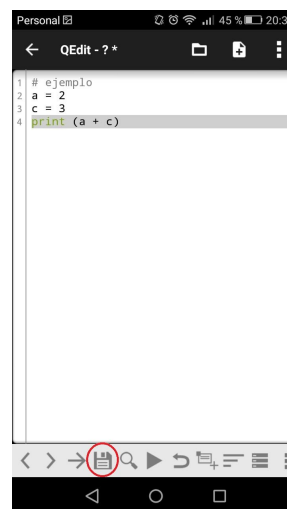 Personal 45 % 20:3
QEdit - ? *
1 # ejemplo
2 a = 2
3 c = 3
4 print (a + c)